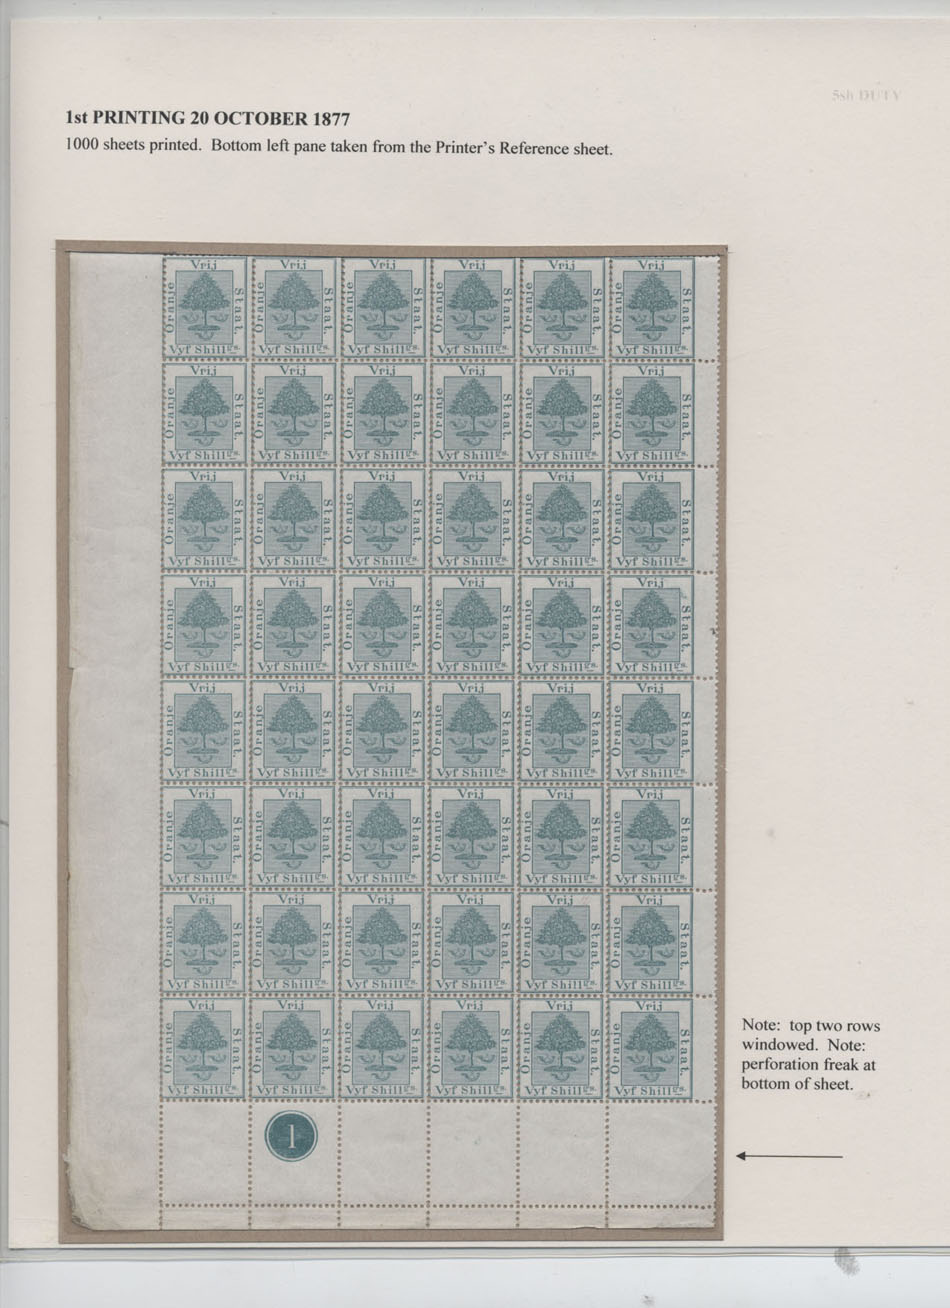 5sh DUTY
1st PRINTING 20 OCTOBER 1877
1000 sheets printed. Bottom left pane taken from the Printer's Reference sheet.
Vrij Vrij Vrij Vrij Vrij Vrij
Oranje Staat. Oranje Staat. Oranje Staat. Oranje Staat. Oranje Staat. Oranje Staat.
Vyf Shillgs. Vyf Shillgs. Vyf Shillgs. Vyf Shillgs. Vyf Shillgs. Vyf Shillgs.
Vrij Vrij Vrij Vrij Vrij Vrij
Oranje Staat. Oranje Staat. Oranje Staat. Oranje Staat. Oranje Staat. Oranje Staat.
Vyf Shillgs. Vyf Shillgs. Vyf Shillgs. Vyf Shillgs. Vyf Shillgs. Vyf Shillgs.
Vrij Vrij Vrij Vrij Vrij Vrij
Oranje Staat. Oranje Staat. Oranje Staat. Oranje Staat. Oranje Staat. Oranje Staat.
Vyf Shillgs. Vyf Shillgs. Vyf Shillgs. Vyf Shillgs. Vyf Shillgs. Vyf Shillgs.
Vrij Vrij Vrij Vrij Vrij Vrij
Oranje Staat. Oranje Staat. Oranje Staat. Oranje Staat. Oranje Staat. Oranje Staat.
Vyf Shillgs. Vyf Shillgs. Vyf Shillgs. Vyf Shillgs. Vyf Shillgs. Vyf Shillgs.
Vrij Vrij Vrij Vrij Vrij Vrij
Oranje Staat. Oranje Staat. Oranje Staat. Oranje Staat. Oranje Staat. Oranje Staat.
Vyf Shillgs. Vyf Shillgs. Vyf Shillgs. Vyf Shillgs. Vyf Shillgs. Vyf Shillgs.
Vrij Vrij Vrij Vrij Vrij Vrij
Oranje Staat. Oranje Staat. Oranje Staat. Oranje Staat. Oranje Staat. Oranje Staat.
Vyf Shillgs. Vyf Shillgs. Vyf Shillgs. Vyf Shillgs. Vyf Shillgs. Vyf Shillgs.
Vrij Vrij Vrij Vrij Vrij Vrij
Oranje Staat. Oranje Staat. Oranje Staat. Oranje Staat. Oranje Staat. Oranje Staat.
Vyf Shillgs. Vyf Shillgs. Vyf Shillgs. Vyf Shillgs. Vyf Shillgs. Vyf Shillgs.
Vrij Vrij Vrij Vrij Vrij Vrij
Oranje Staat. Oranje Staat. Oranje Staat. Oranje Staat. Oranje Staat. Oranje Staat.
Vyf Shillgs. Vyf Shillgs. Vyf Shillgs. Vyf Shillgs. Vyf Shillgs. Vyf Shillgs.
1
Note: top two rows
windowed. Note:
perforation freak at
bottom of sheet.